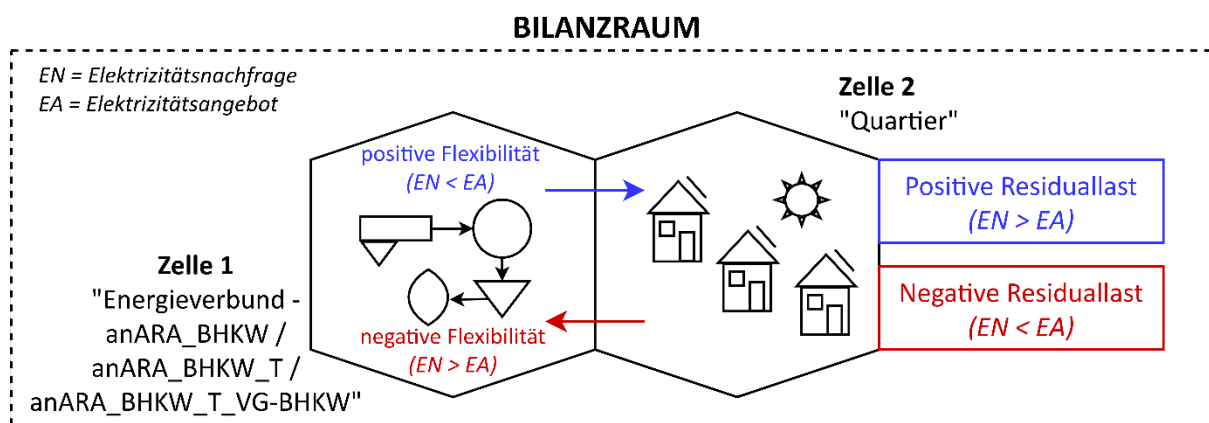 BILANZRAUM
EN = Elektrizitätsnachfrage
EA = Elektrizitätsangebot
Zelle 2
"Quartier"
positive Flexibilität
(EN < EA)
Positive Residuallast
(EN > EA)
Zelle 1
"Energieverbund -
anARA_BHKW /
anARA_BHKW_T /
anARA_BHKW_T_VG-BHKW"
negative Flexibilität
(EN > EA)
Negative Residuallast
(EN < EA)